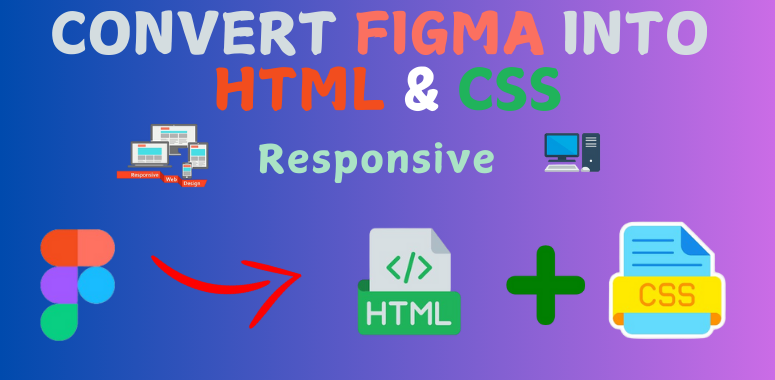 CONVERT FIGMA INTO
HTML & CSS
Responsive
Responsive
Web
Design
</>
HTML
CSS